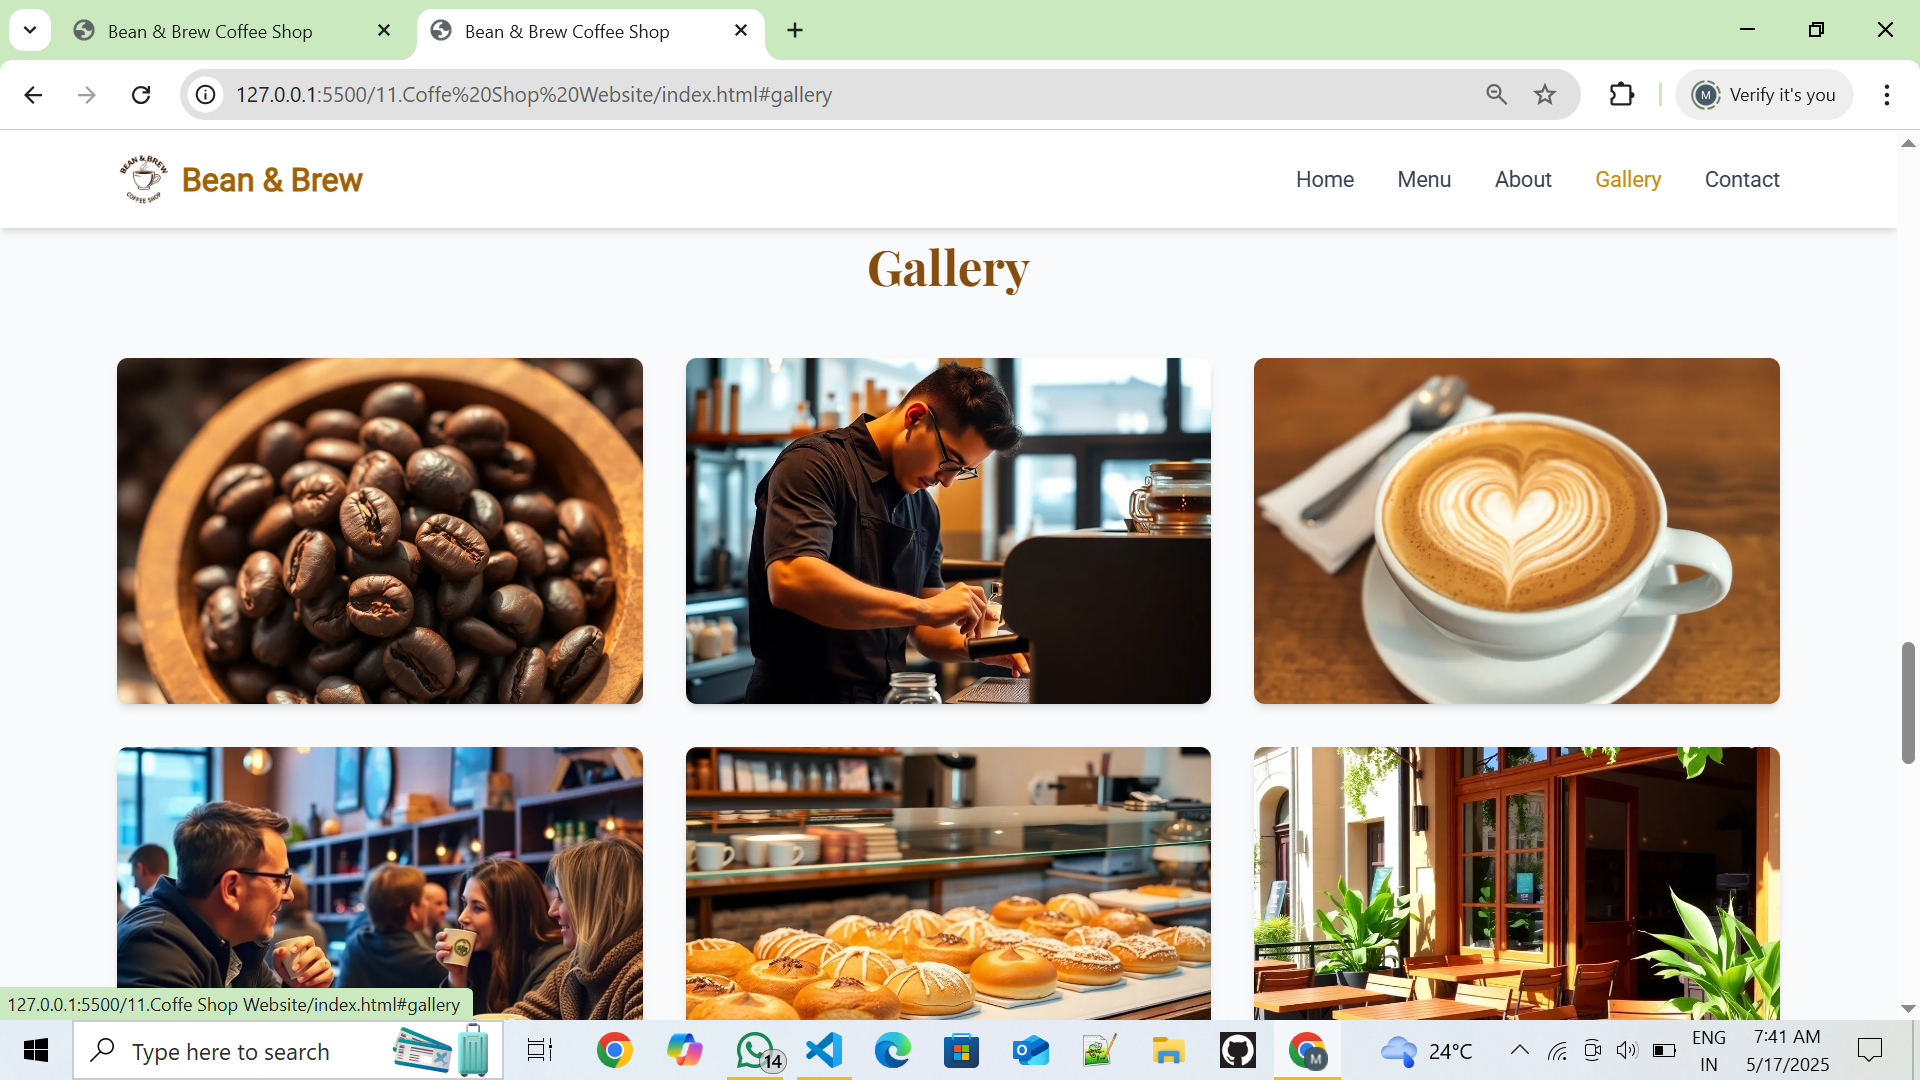 Bean & Brew Coffee Shop
Bean & Brew Coffee Shop
127.0.0.1:5500/11.Coffe%20Shop%20Website/index.html#gallery
Verify it's you
M
BEAN & BREW
COFFEE SHOP
Bean & Brew
Home
Menu
About
Gallery
Contact
Gallery
127.0.0.1:5500/11.Coffe Shop Website/index.html#gallery
Type here to search
14
M
24°C
ENG
IN
7:41 AM
5/17/2025